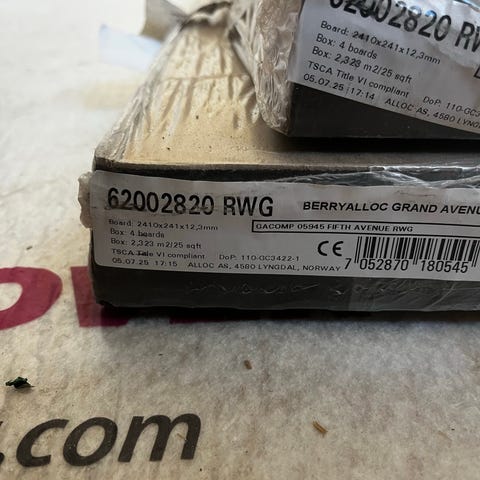 62002820 RW
Board: 2410x241x12,3mm
Box: 4 boards
Box: 2,323 m2/25 sqft
TSCA Title VI compliant
05.07.25 17:14 ALLOC AS, 4580 LYNGD
DoP: 110-GC3
62002820 RWG
BERRYALLOC GRAND AVENU
Board: 2410x241x12,3mm
Box: 4 boards
Box: 2,323 m2/25 sqft
TSCA Title VI compliant DoP: 110-GC3422-1
05.07.25 17:15 ALLOC AS, 4580 LYNGDAL, NORWAY
GACOMP 05945 FIFTH AVENUE RWG
CE 7 052870 180545
.com